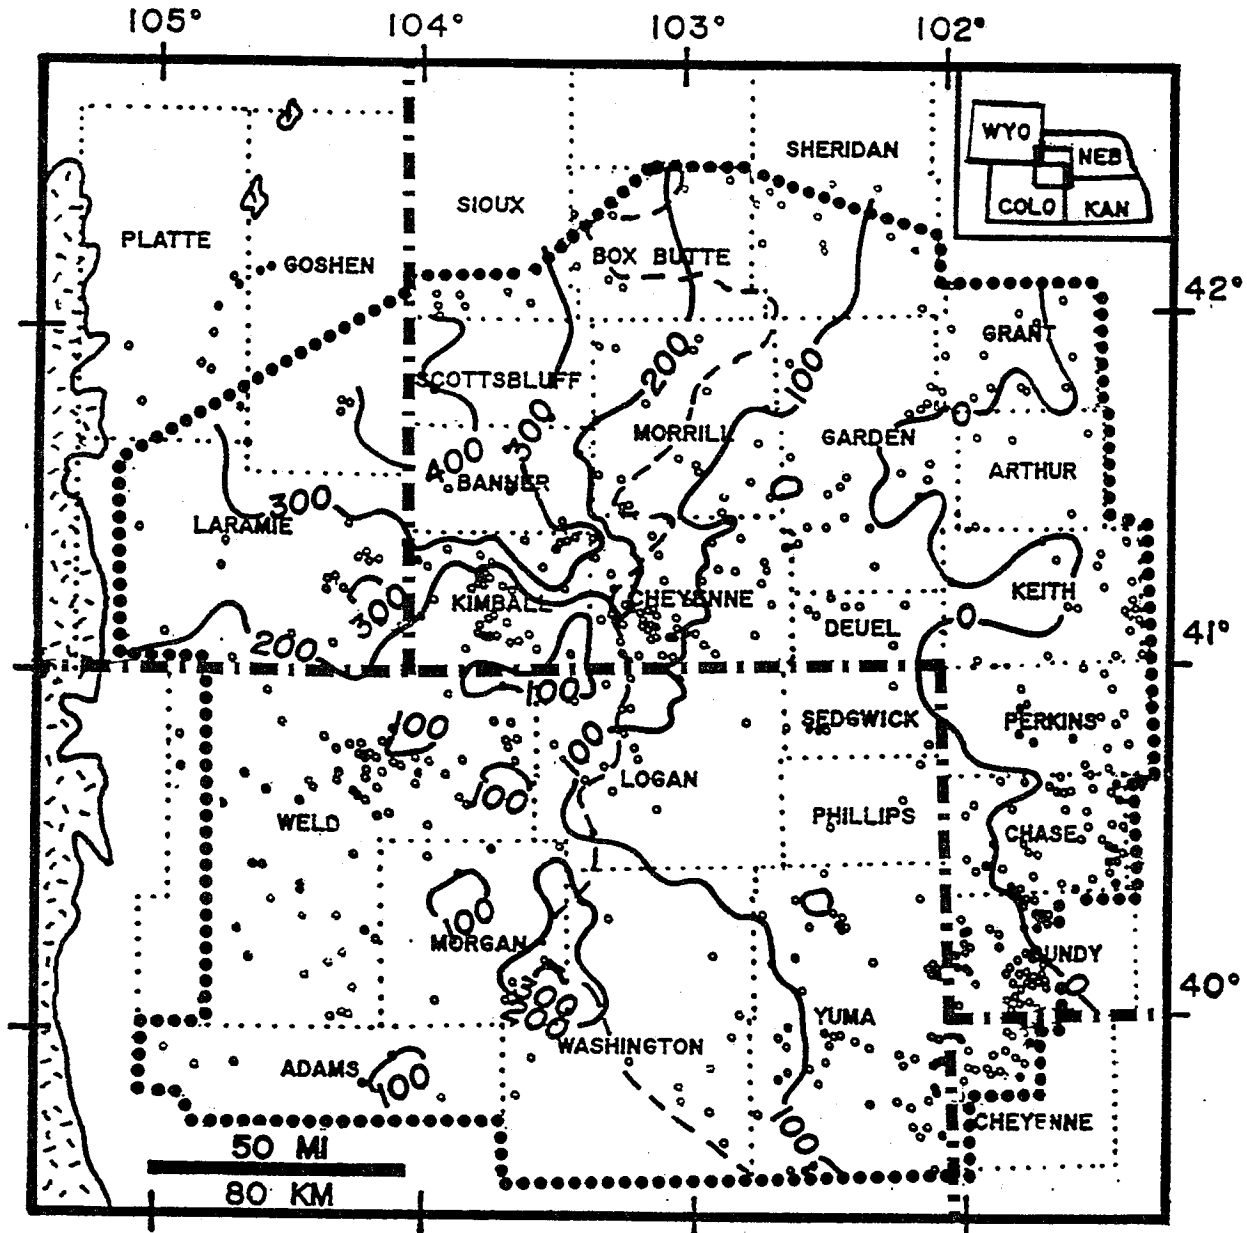 105° 104° 103° 102°
WYO
NEB
COLO KAN
SHERIDAN
SIOUX
PLATTE
GOSHEN
BOX BUTTE
42°
GRANT
200
100
SCOTTSBLUFF
300
0
MORRILL
GARDEN
400
ARTHUR
BANNER
300
LARAMIE
KIMBALL
CHEYENNE
KEITH
300
DEUEL
0
200
41°
100
SEDGWICK
PERKINS
100
100
LOGAN
100
WELD
PHILLIPS
CHASE
100
MORGAN
0
40°
300
YUMA
WASHINGTON
ADAMS
100
100
CHEYENNE
50 MI
80 KM